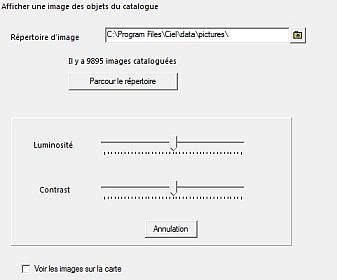 Afficher une image des objets du catalogue
Répertoire d'image
C:\Program Files\Ciel\data\pictures\
Il y a 9895 images cataloguées
Parcour le répertoire
Luminosité
Contrast
Annulation
Voir les images sur la carte